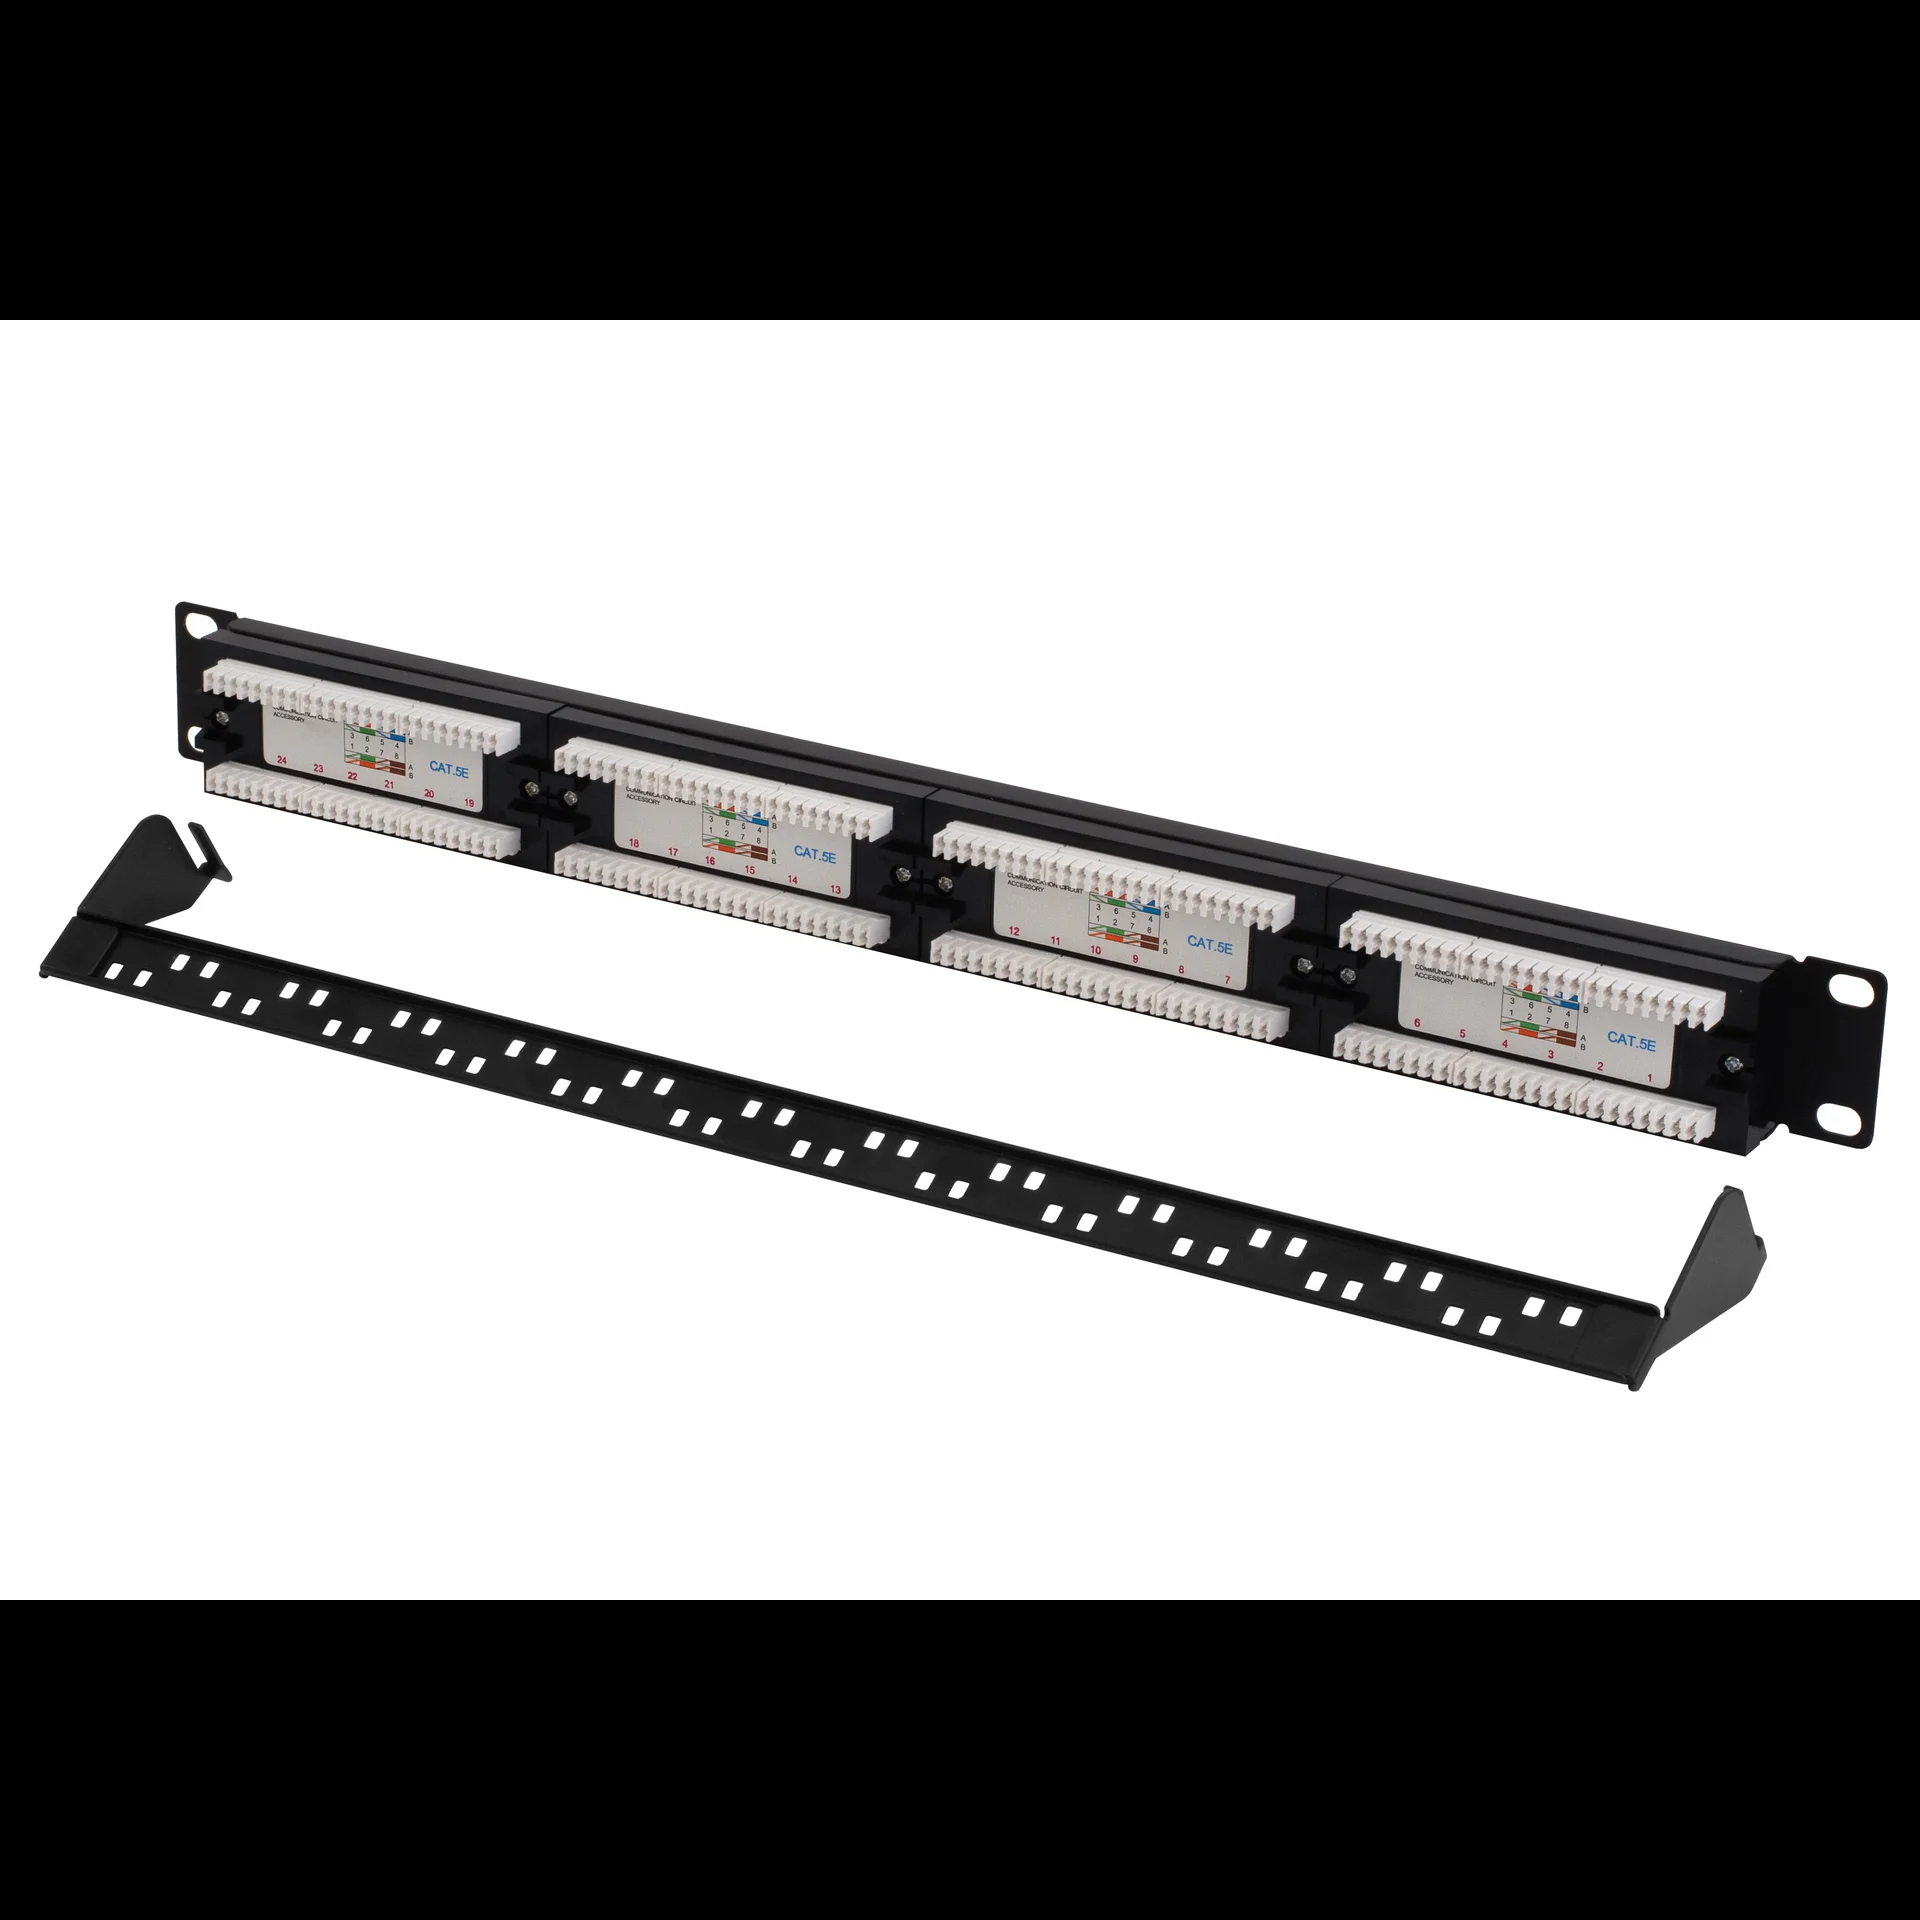 COMMUNICATION CIRCUIT
ACCESSORY
B
3 6 5 4
1 2 7 8
A
B
CAT.5E
24 23 22 21 20 19
COMMUNICATION CIRCUIT
ACCESSORY
A
B
3 6 5 4
1 2 7 8
A
B
CAT.5E
18 17 16 15 14 13
COMMUNICATION CIRCUIT
ACCESSORY
A
B
3 6 5 4
1 2 7 8
A
B
CAT.5E
12 11 10 9 8 7
COMMUNICATION CIRCUIT
ACCESSORY
B
3 6 5 4
1 2 7 8
A
B
CAT.5E
6 5 4 3 2 1